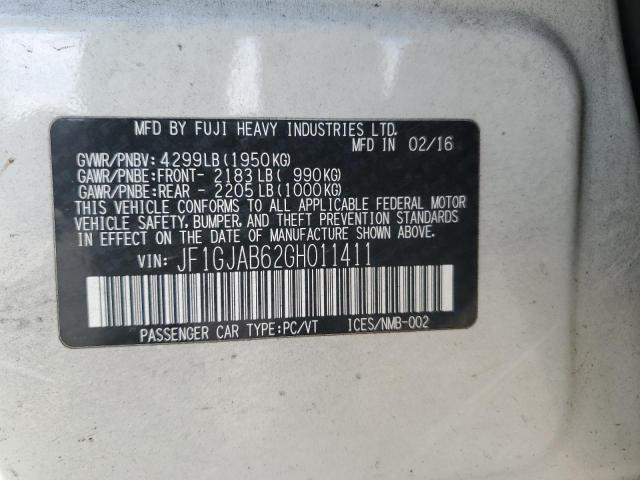 MFD BY FUJI HEAVY INDUSTRIES LTD.
MFD IN 02/16
GVWR/PNBV: 4299LB(1950KG)
GAWR/PNBE:FRONT- 2183LB( 990KG)
GAWR/PNBE:REAR - 2205LB(1000KG)
THIS VEHICLE CONFORMS TO ALL APPLICABLE FEDERAL MOTOR
VEHICLE SAFETY, BUMPER, AND THEFT PREVENTION STANDARDS
IN EFFECT ON THE DATE OF MANUFACTURE SHOWN ABOVE.
VIN: JF1GJAB62GH011411
PASSENGER CAR TYPE:PC/VT ICES/NMB-002